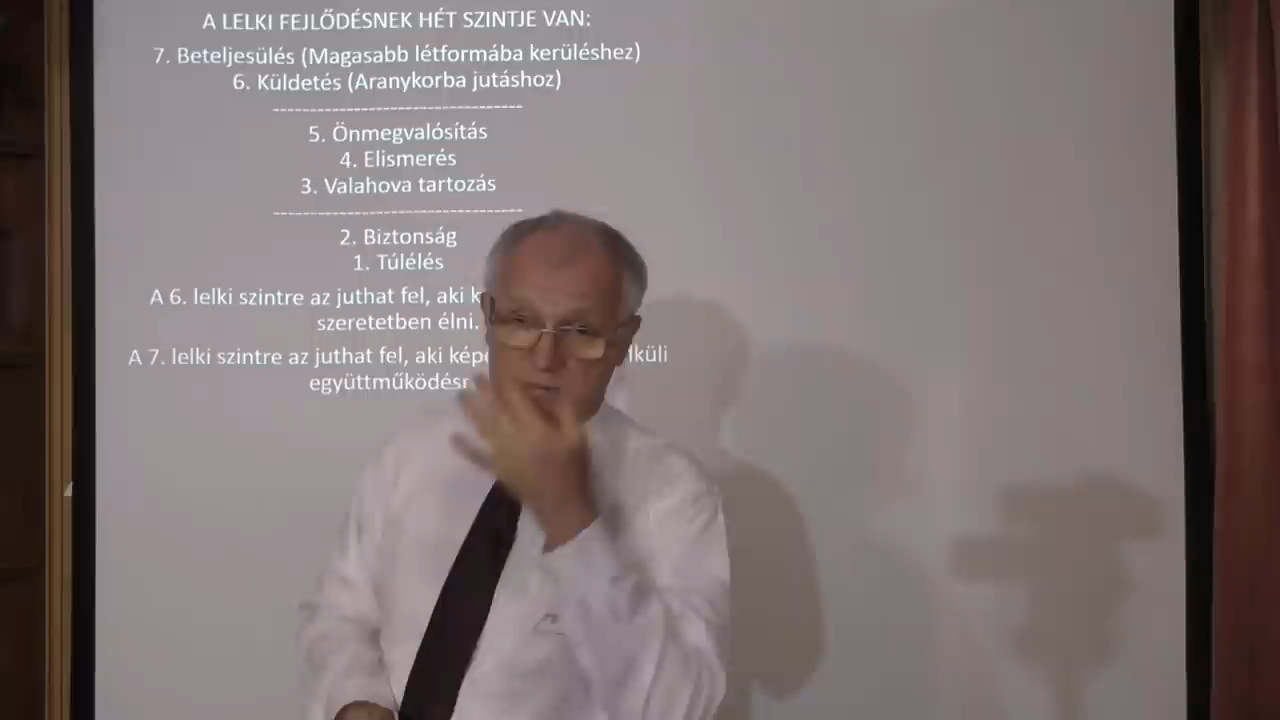 A LELKI FEJLŐDÉSNEK HÉT SZINTJE VAN:
7. Beteljesülés (Magasabb létformába kerüléshez)
6. Küldetés (Aranykorba jutáshoz)
----------------------------------
5. Önmegvalósítás
4. Elismerés
3. Valahova tartozás
----------------------------------
2. Biztonság
1. Túlélés
A 6. lelki szintre az juthat fel, aki
szeretetben élni.
A 7. lelki szintre az juthat fel, aki